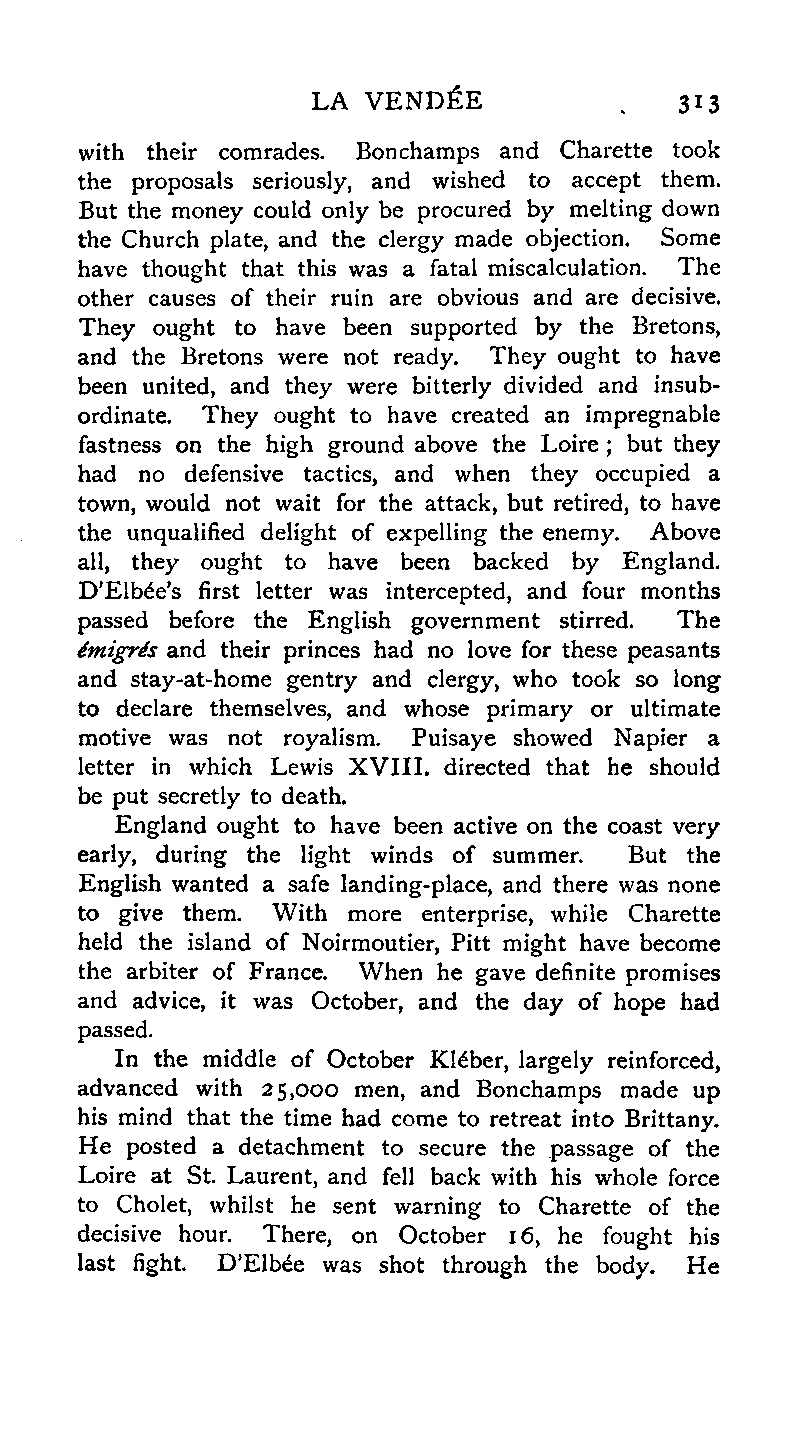 LA VENDÉE 313
with their comrades. Bonchamps and Charette took
the proposals seriously, and wished to accept them.
But the money could only be procured by melting down
the Church plate, and the clergy made objection. Some
have thought that this was a fatal miscalculation. The
other causes of their ruin are obvious and are decisive.
They ought to have been supported by the Bretons,
and the Bretons were not ready. They ought to have
been united, and they were bitterly divided and insub-
ordinate. They ought to have created an impregnable
fastness on the high ground above the Loire ; but they
had no defensive tactics, and when they occupied a
town, would not wait for the attack, but retired, to have
the unqualified delight of expelling the enemy. Above
all, they ought to have been backed by England.
D'Elbée's first letter was intercepted, and four months
passed before the English government stirred. The
émigrés and their princes had no love for these peasants
and stay-at-home gentry and clergy, who took so long
to declare themselves, and whose primary or ultimate
motive was not royalism. Puisaye showed Napier a
letter in which Lewis XVIII. directed that he should
be put secretly to death.
England ought to have been active on the coast very
early, during the light winds of summer. But the
English wanted a safe landing-place, and there was none
to give them. With more enterprise, while Charette
held the island of Noirmoutier, Pitt might have become
the arbiter of France. When he gave definite promises
and advice, it was October, and the day of hope had
passed.
In the middle of October Kléber, largely reinforced,
advanced with 25,000 men, and Bonchamps made up
his mind that the time had come to retreat into Brittany.
He posted a detachment to secure the passage of the
Loire at St. Laurent, and fell back with his whole force
to Cholet, whilst he sent warning to Charette of the
decisive hour. There, on October 16, he fought his
last fight. D'Elbée was shot through the body. He